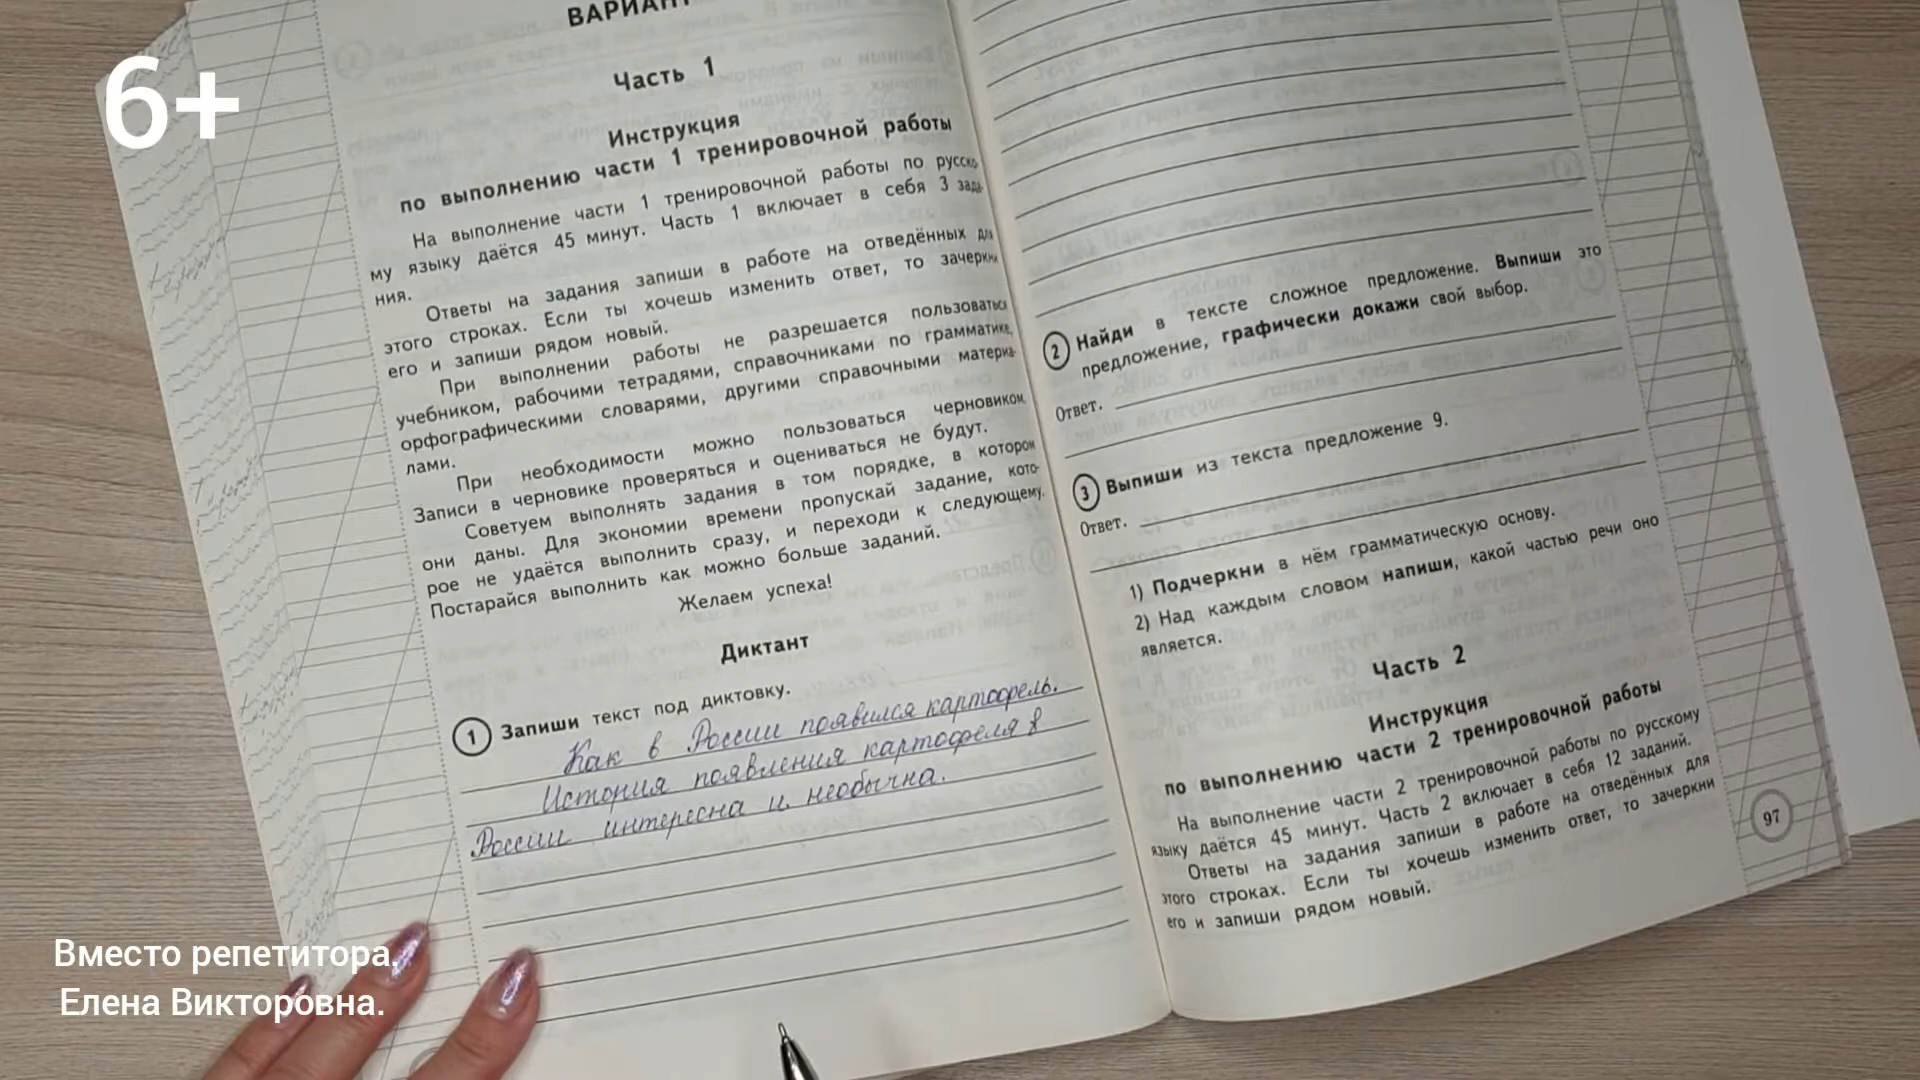 6+
ВАРИАНТ
Часть 1
Инструкция
по выполнению части 1 тренировочной работы
На выполнение части 1 тренировочной работы по русско
му языку даётся 45 минут. Часть 1 включает в себя 3 зада
ния.
Ответы на задания запиши в работе на отведённых для
этого строках. Если ты хочешь изменить ответ, то зачеркни
его и запиши рядом новый.
При выполнении работы не разрешается пользоваться
учебником, рабочими тетрадями, справочниками по грамматике,
орфографическими словарями, другими справочными материа-
лами.
При необходимости можно пользоваться черновиком.
Записи в черновике проверяться и оцениваться не будут.
Советуем выполнять задания в том порядке, в котором
они даны. Для экономии времени пропускай задание, кото-
рое не удаётся выполнить сразу, и переходи к следующему.
Постарайся выполнить как можно больше заданий.
Желаем успеха!
Диктант
1 Запиши текст под диктовку.
Как в России появился картофель.
История появления картофеля в
России интересна и необычна.
2 Найди в тексте сложное предложение. Выпиши это
предложение, графически докажи свой выбор.
Ответ.
3 Выпиши из текста предложение 9.
Ответ.
1) Подчеркни в нём грамматическую основу.
2) Над каждым словом напиши, какой частью речи оно
является.
Часть 2
Инструкция
по выполнению части 2 тренировочной работы
На выполнение части 2 тренировочной работы по русскому
языку даётся 45 минут. Часть 2 включает в себя 12 заданий.
Ответы на задания запиши в работе на отведённых для
этого строках. Если ты хочешь изменить ответ, то зачеркни
его и запиши рядом новый.
97
Вместо репетитора.
Елена Викторовна.